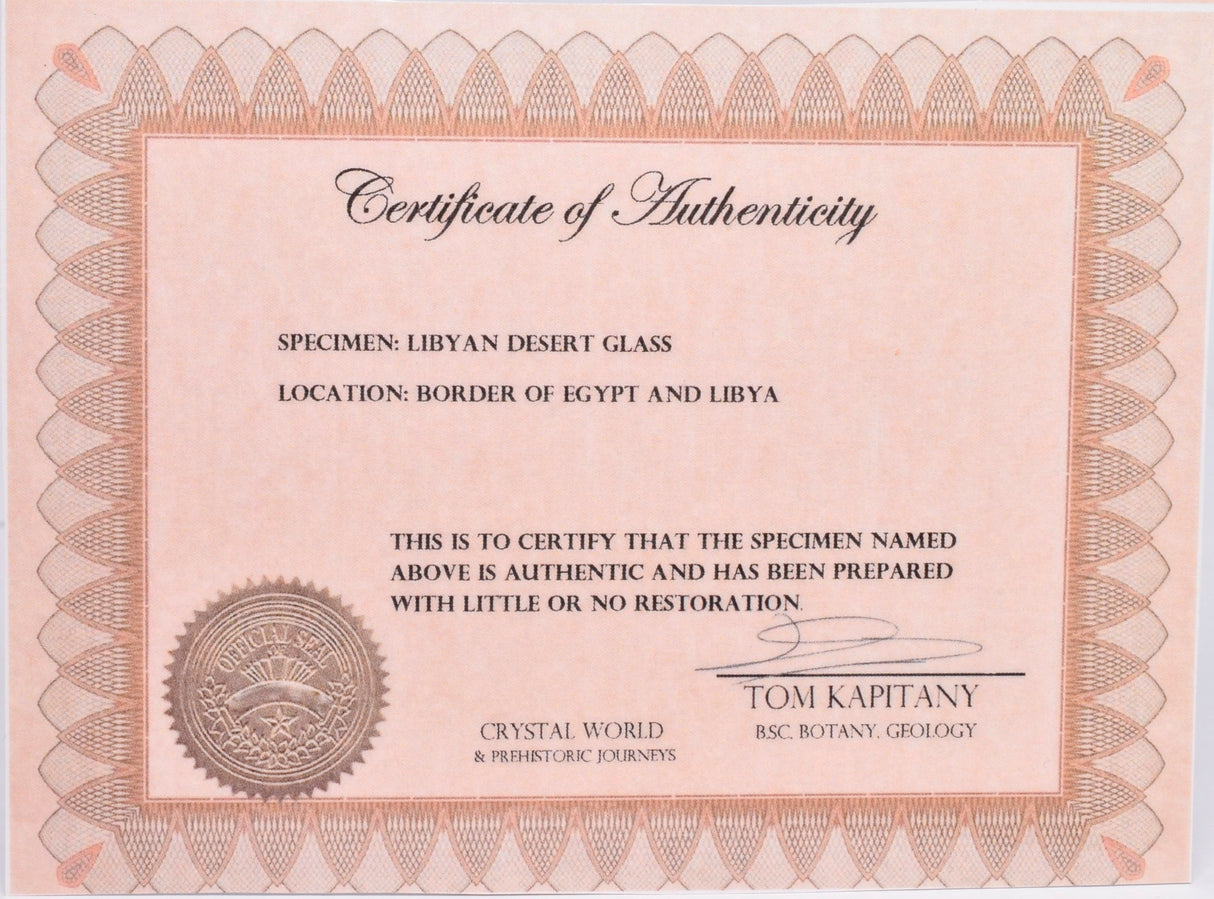 Certificate of Authenticity
SPECIMEN: LIBYAN DESERT GLASS
LOCATION: BORDER OF EGYPT AND LIBYA
THIS IS TO CERTIFY THAT THE SPECIMEN NAMED
ABOVE IS AUTHENTIC AND HAS BEEN PREPARED
WITH LITTLE OR NO RESTORATION.
OFFICIAL SEAL
TOM KAPITANY
B.SC. BOTANY, GEOLOGY
CRYSTAL WORLD
& PREHISTORIC JOURNEYS